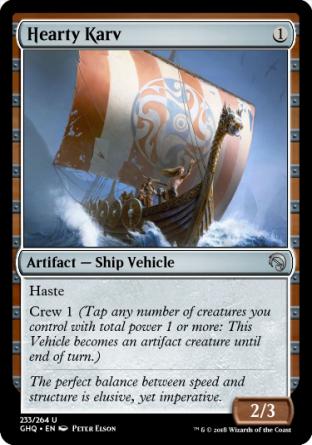 Hearty Karv 1
Artifact — Ship Vehicle
Haste
Crew 1 (Tap any number of creatures you
control with total power 1 or more: This
Vehicle becomes an artifact creature until
end of turn.)
The perfect balance between speed and
structure is elusive, yet imperative.
2/3
233/264 U
GHQ • EN Peter Elson
™ & © 2018 Wizards of the Coast